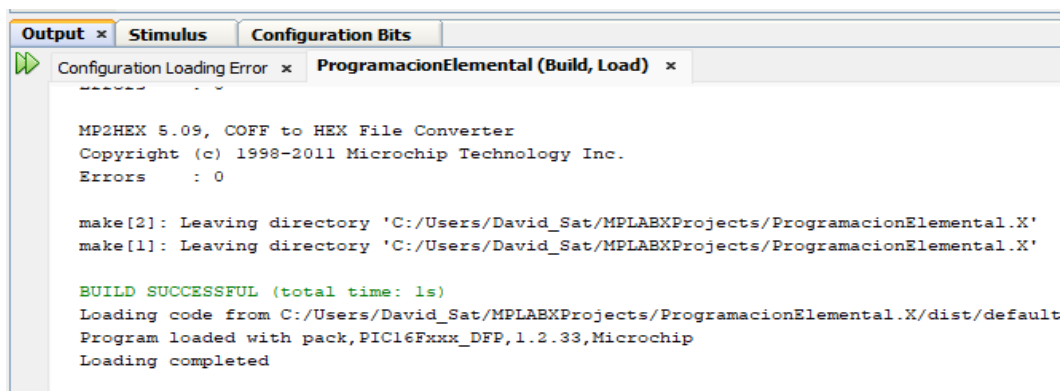 Output × Stimulus Configuration Bits
Configuration Loading Error × ProgramacionElemental (Build, Load) ×
MP2HEX 5.09, COFF to HEX File Converter
Copyright (c) 1998-2011 Microchip Technology Inc.
Errors : 0
make[2]: Leaving directory 'C:/Users/David_Sat/MPLABXProjects/ProgramacionElemental.X'
make[1]: Leaving directory 'C:/Users/David_Sat/MPLABXProjects/ProgramacionElemental.X'
BUILD SUCCESSFUL (total time: 1s)
Loading code from C:/Users/David_Sat/MPLABXProjects/ProgramacionElemental.X/dist/default
Program loaded with pack,PIC16Fxxx_DFP,1.2.33,Microchip
Loading completed